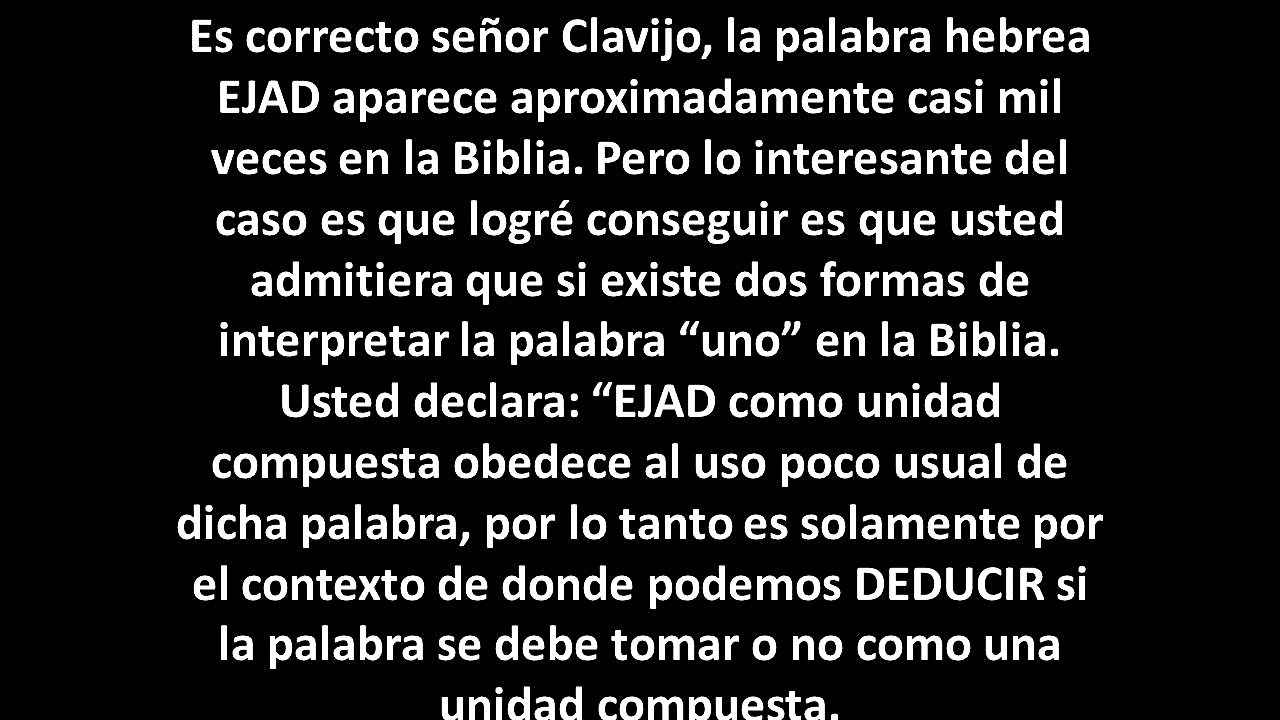 Es correcto señor Clavijo, la palabra hebrea
EJAD aparece aproximadamente casi mil
veces en la Biblia. Pero lo interesante del
caso es que logré conseguir es que usted
admitiera que si existe dos formas de
interpretar la palabra “uno” en la Biblia.
Usted declara: “EJAD como unidad
compuesta obedece al uso poco usual de
dicha palabra, por lo tanto es solamente por
el contexto de donde podemos DEDUCIR si
la palabra se debe tomar o no como una
unidad compuesta.